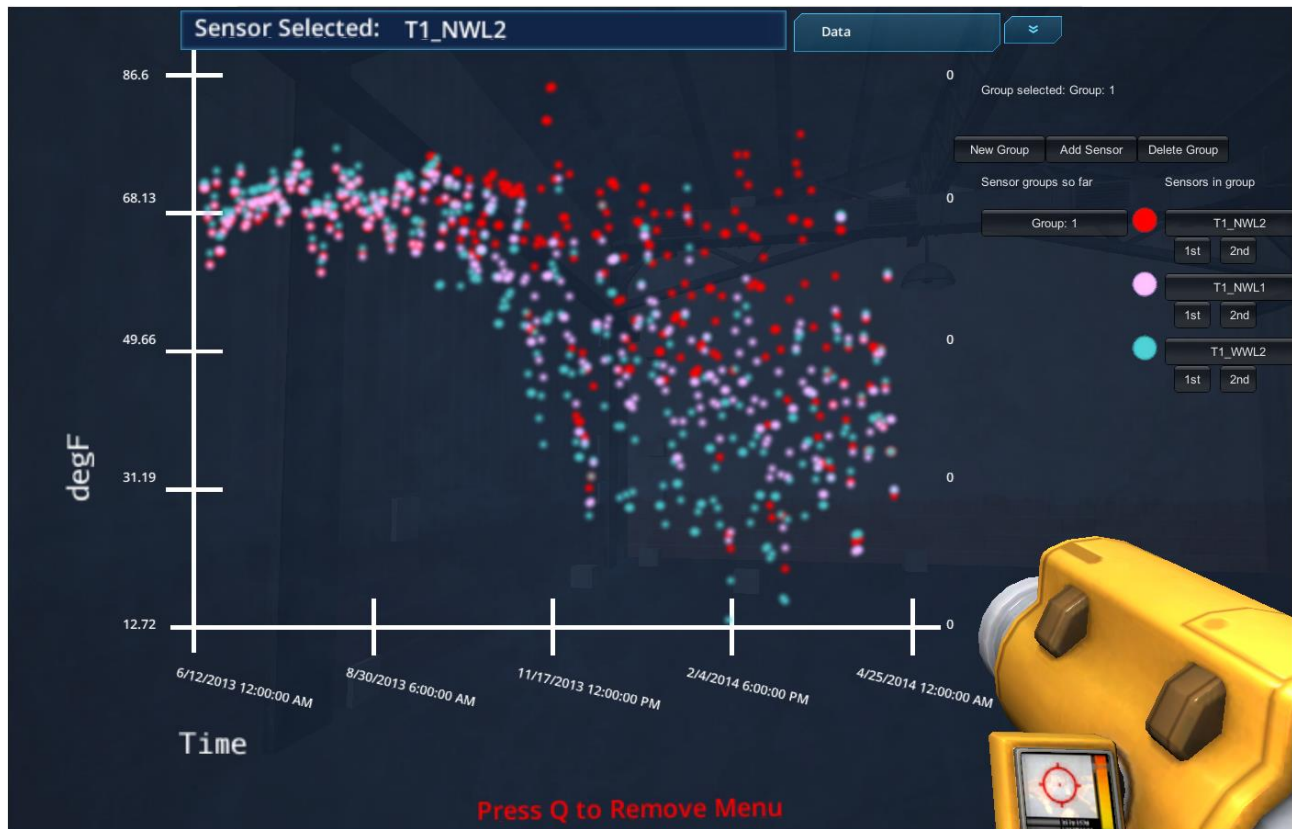 Sensor Selected: T1_NWL2
Data
86.6
0
Group selected: Group: 1
New Group Add Sensor Delete Group
Sensor groups so far
Sensors in group
68.13
0
Group: 1
T1_NWL2
1st 2nd
T1_NWL1
1st 2nd
49.66
0
T1_WWL2
1st 2nd
degF
31.19
0
12.72
0
6/12/2013 12:00:00 AM
8/30/2013 6:00:00 AM
11/17/2013 12:00:00 PM
2/4/2014 6:00:00 PM
4/25/2014 12:00:00 AM
Time
Press Q to Remove Menu